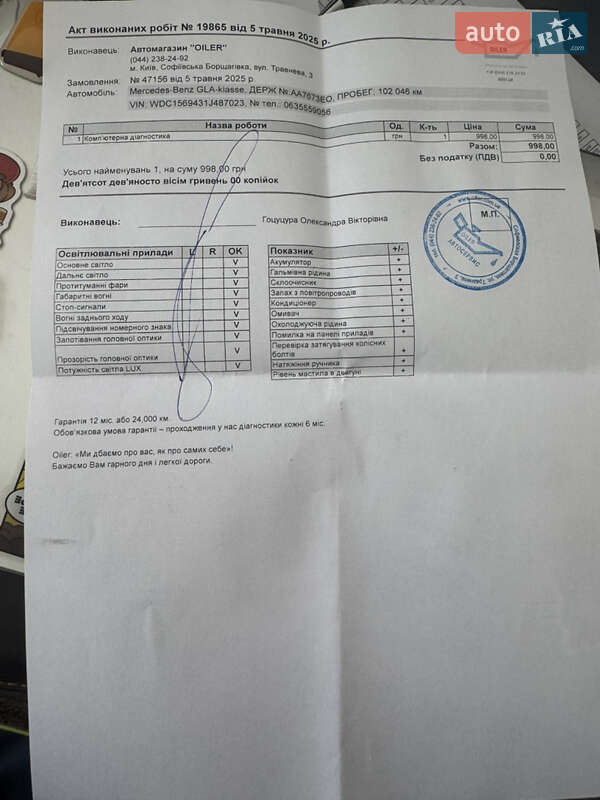 auto RIA .com
Акт виконаних робіт № 19865 від 5 травня 2025 р.
OILER
Виконавець: Автомагазин "OILER"
(044) 238-24-92
м. Київ, Софіївська Борщагівка, вул. Травнева, 3
Замовлення: № 47156 від 5 травня 2025 р.
Автомобіль: Mercedes-Benz GLA-klasse, ДЕРЖ №:AA7673EO, ПРОБЕГ: 102 046 км
VIN: WDC1569431J487023, № тел.: 0635559056
№ Назва роботи Од. К-ть Ціна Сума
1 Комп'ютерна діагностика грн 1 998,00 998,00
Разом: 998,00
Без податку (ПДВ) 0,00
Усього найменувань 1, на суму 998,00 грн
Дев'ятсот дев'яносто вісім гривень 00 копійок
Виконавець: Гоцуцура Олександра Вікторівна
М.П.
OILER
АВТОСЕРВІС
Освітлювальні прилади L R OK
Основне світло V
Дальнє світло V
Протитуманні фари V
Габаритні вогні V
Стоп-сигнали V
Вогні заднього ходу V
Підсвічування номерного знака V
Запотівання головної оптики V
Прозорість головної оптики V
Потужність світла LUX V
Показник +/-
Акумулятор +
Гальмівна рідина +
Склоочисник +
Запах з повітропроводів +
Кондиціонер +
Омивач +
Охолоджуюча рідина +
Помилка на панелі приладів +
Перевірка затягування колісних болтів +
Натяжіння ручника +
Рівень мастила в двигуні +
Гарантія 12 міс. або 24,000 км.
Обов'язкова умова гарантії – проходження у нас діагностики кожні 6 міс.
Oiler: «Ми дбаємо про вас, як про самих себе»!
Бажаємо Вам гарного дня і легкої дороги.